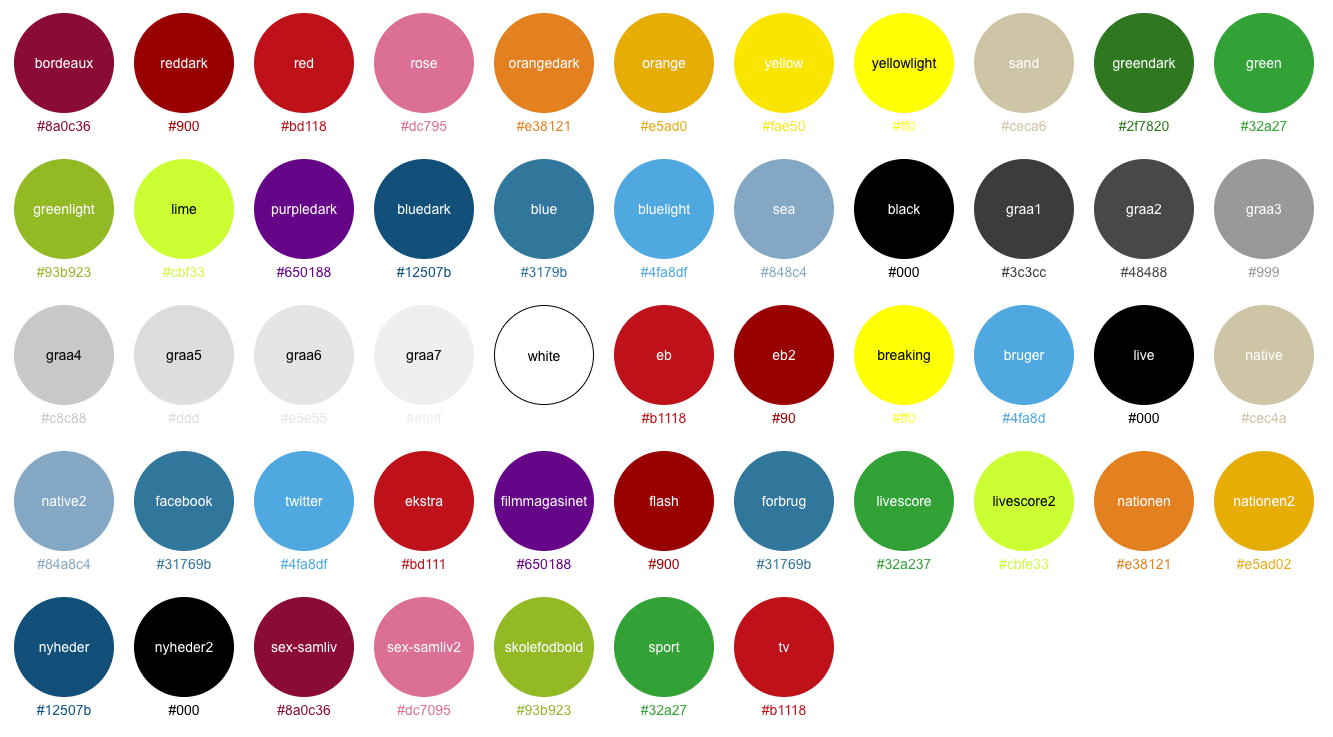 bordeaux reddark red rose orangedark orange yellow yellowlight sand greendark green
#8a0c36 #900 #bd118 #dc795 #e38121 #e5ad0 #fae50 #ff0 #ceca6 #2f7820 #32a27
greenlight lime purpledark bluedark blue bluelight sea black graa1 graa2 graa3
#93b923 #cbf33 #650188 #12507b #3179b #4fa8df #848c4 #000 #3c3cc #48488 #999
graa4 graa5 graa6 graa7 white eb eb2 breaking bruger live native
#c8c88 #ddd #e5e55 #efeff #b1118 #90 #ff0 #4fa8d #000 #cec4a
native2 facebook twitter ekstra filmmagasinet flash forbrug livescore livescore2 nationen nationen2
#84a8c4 #31769b #4fa8df #bd111 #650188 #900 #31769b #32a237 #cbfe33 #e38121 #e5ad02
nyheder nyheder2 sex-samliv sex-samliv2 skolefodbold sport tv
#12507b #000 #8a0c36 #dc7095 #93b923 #32a27 #b1118